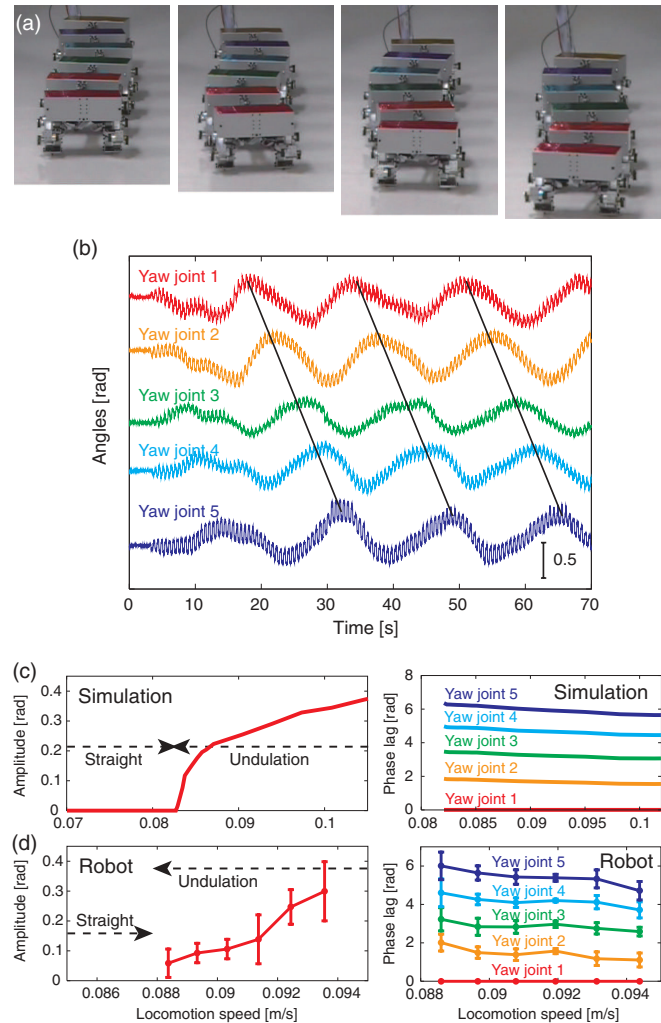 (a)
(b)
Yaw joint 1
Yaw joint 2
Yaw joint 3
Yaw joint 4
Yaw joint 5
Angles [rad]
0.5
0 10 20 30 40 50 60 70
Time [s]
(c)
Simulation
Straight
Undulation
Amplitude [rad]
0.4
0.3
0.2
0.1
0
0.07 0.08 0.09 0.1
Simulation
Yaw joint 5
Yaw joint 4
Yaw joint 3
Yaw joint 2
Yaw joint 1
Phase lag [rad]
8
6
4
2
0
0.08 0.085 0.09 0.095 0.1
(d)
Robot
Undulation
Straight
Amplitude [rad]
0.4
0.3
0.2
0.1
0
0.086 0.088 0.09 0.092 0.094
Locomotion speed [m/s]
Robot
Yaw joint 5
Yaw joint 4
Yaw joint 3
Yaw joint 2
Yaw joint 1
Phase lag [rad]
6
4
2
0
0.088 0.09 0.092 0.094
Locomotion speed [m/s]